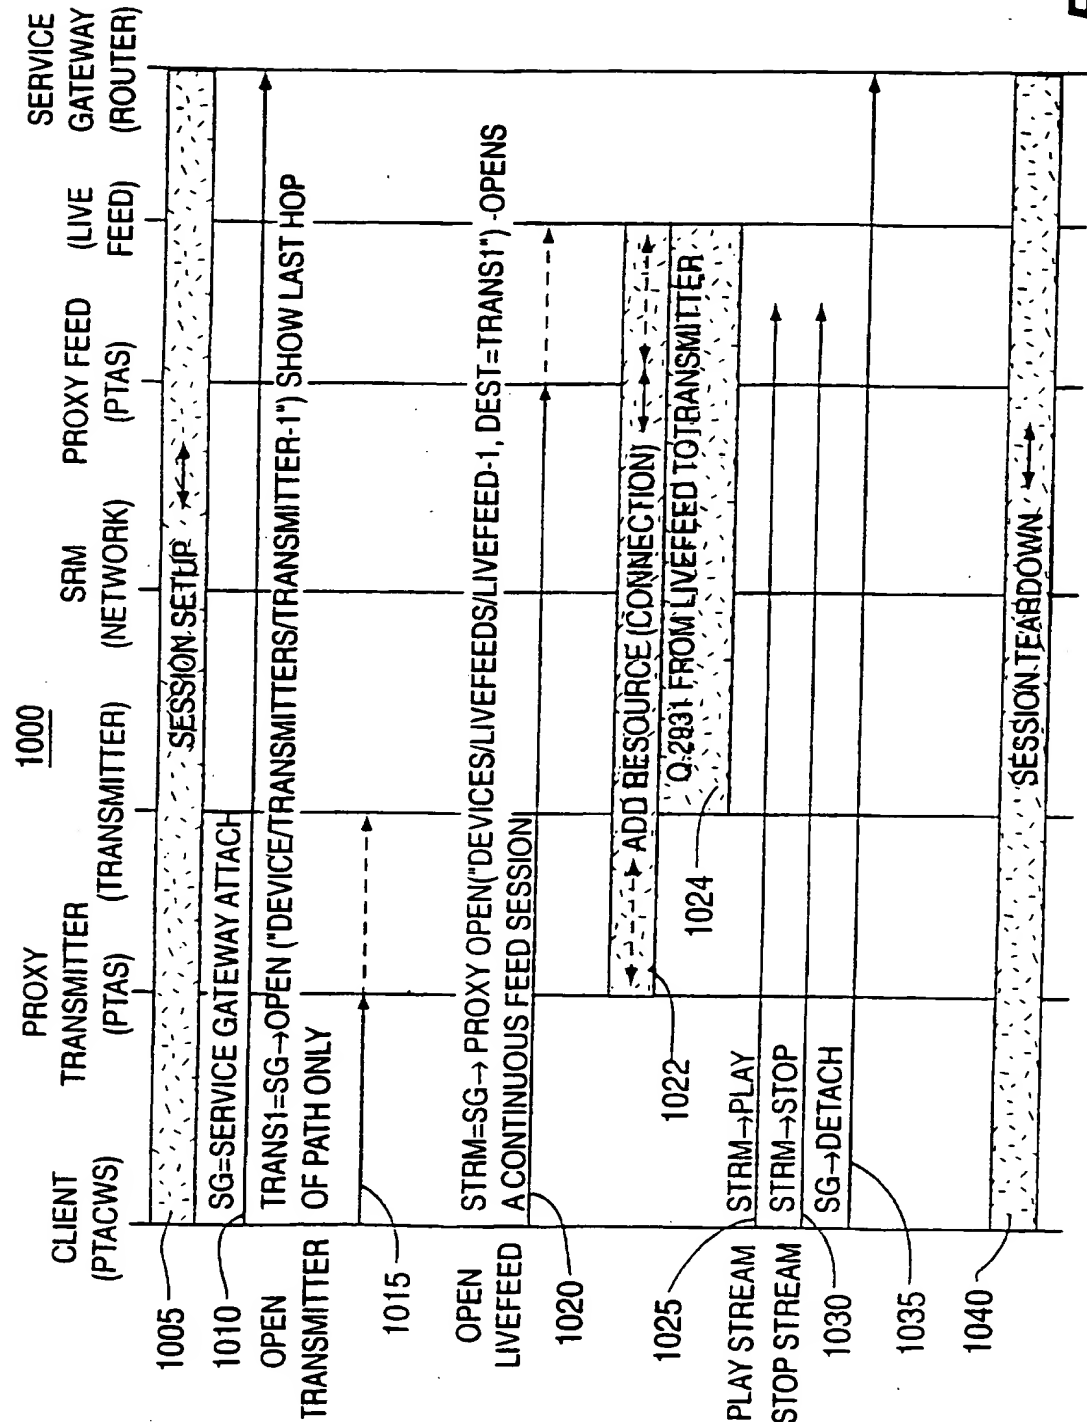 1000
CLIENT
(PTACWS)
PROXY
TRANSMITTER
(PTAS)
(TRANSMITTER)
SRM
(NETWORK)
PROXY FEED
(PTAS)
(LIVE
FEED)
SERVICE
GATEWAY
(ROUTER)
1005
SESSION SETUP
1010
SG=SERVICE GATEWAY ATTACH
OPEN
TRANSMITTER
TRANS1=SG→OPEN ("DEVICE/TRANSMITTERS/TRANSMITTER-1") SHOW LAST HOP
OF PATH ONLY
1015
OPEN
LIVEFEED
STRM=SG→ PROXY OPEN("DEVICES/LIVEFEEDS/LIVEFEED-1, DEST=TRANS1") -OPENS
A CONTINUOUS FEED SESSION
1020
ADD RESOURCE (CONNECTION)
1022
Q.2931 FROM LIVEFEED TO TRANSMITTER
1024
1025
PLAY STREAM
STRM→PLAY
STOP STREAM
STRM→STOP
1030
SG→DETACH
1035
1040
SESSION TEARDOWN